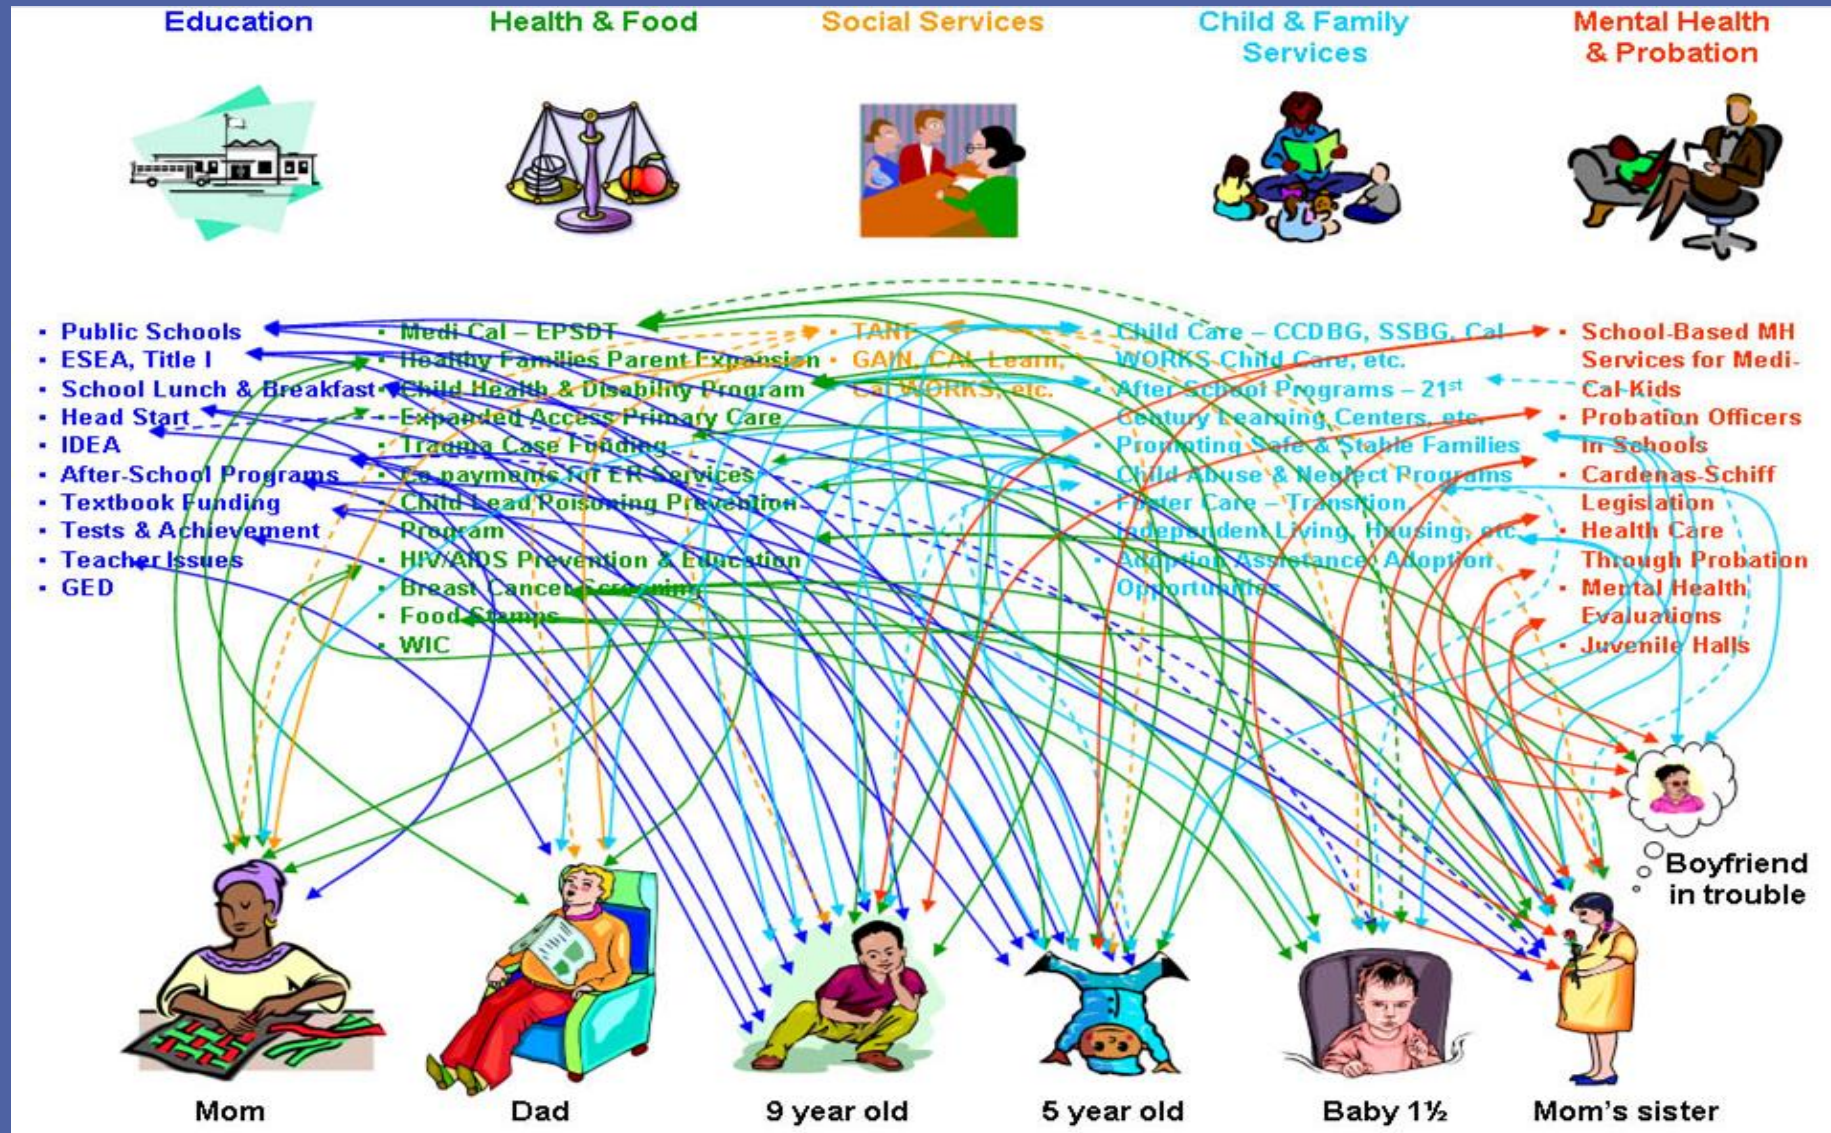 Education
Health & Food
Social Services
Child & Family
Services
Mental Health
& Probation
▪ Public Schools
▪ ESEA, Title I
▪ School Lunch & Breakfast
▪ Head Start
▪ IDEA
▪ After-School Programs
▪ Textbook Funding
▪ Tests & Achievement
▪ Teacher Issues
▪ GED
▪ Medi Cal – EPSDT
▪ Healthy Families Parent Expansion
▪ Child Health & Disability Program
▪ Expanded Access Primary Care
▪ Trauma Case Funding
▪ Co payments for ER Services
▪ Child Lead Poisoning Prevention
Program
▪ HIV/AIDS Prevention & Education
▪ Breast Cancer Screening
▪ Food Stamps
▪ WIC
▪ TANF
▪ GAIN, CAL Learn,
Cal WORKS, etc.
▪ Child Care – CCDBG, SSBG, Cal
WORKS Child Care, etc.
▪ After School Programs – 21st
Century Learning Centers, etc.
▪ Promoting Safe & Stable Families
▪ Child Abuse & Neglect Programs
▪ Foster Care – Transition,
Independent Living, Housing, etc.
▪ Adoption Assistance, Adoption
Opportunities
▪ School-Based MH
Services for Medi-
Cal Kids
▪ Probation Officers
In Schools
▪ Cardenas-Schiff
Legislation
▪ Health Care
Through Probation
▪ Mental Health
Evaluations
▪ Juvenile Halls
Boyfriend
in trouble
Mom
Dad
9 year old
5 year old
Baby 1½
Mom's sister